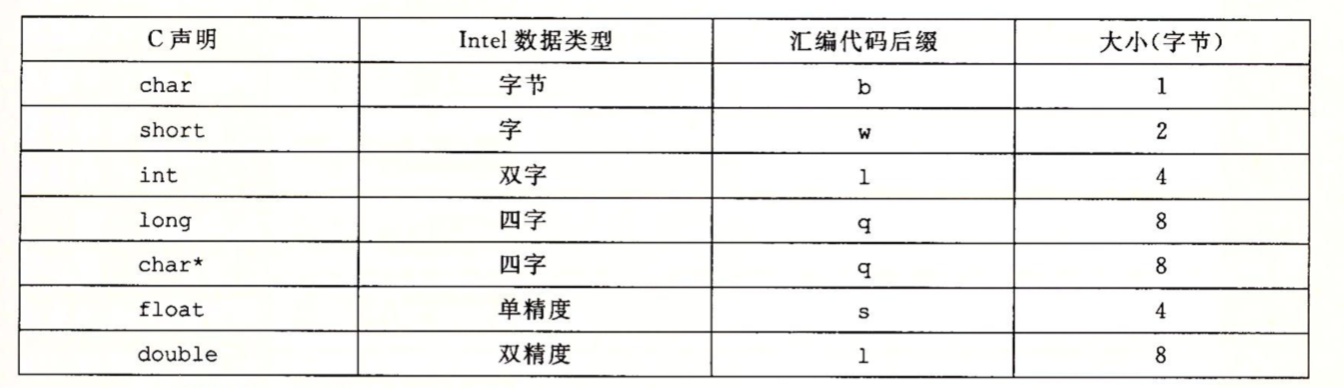 C 声明 Intel 数据类型 汇编代码后缀 大小(字节)
char 字节 b 1
short 字 w 2
int 双字 l 4
long 四字 q 8
char* 四字 q 8
float 单精度 s 4
double 双精度 l 8